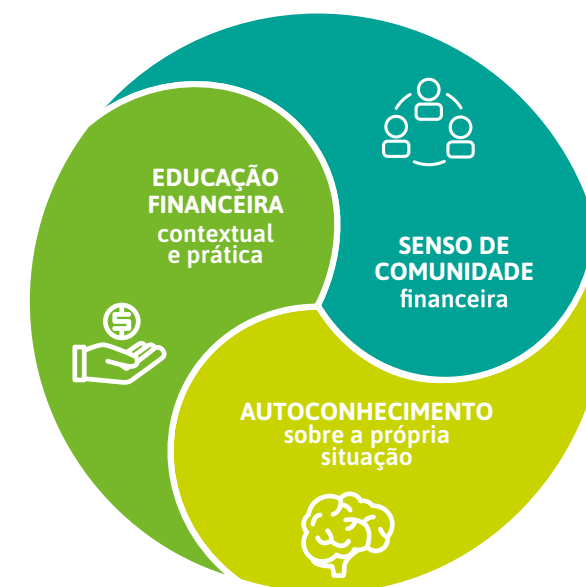 EDUCAÇÃO
FINANCEIRA
contextual
e prática
SENSO DE
COMUNIDADE
financeira
AUTOCONHECIMENTO
sobre a própria
situação